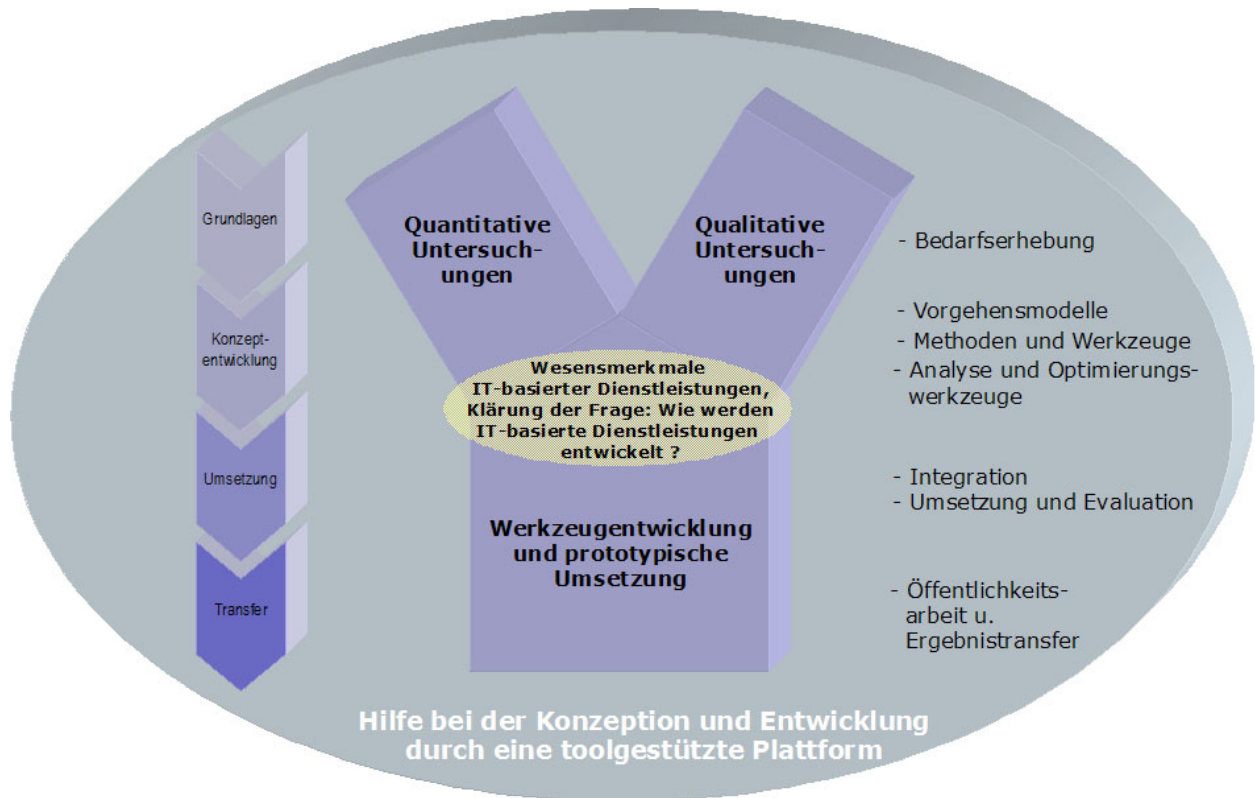 Grundlagen
Konzept-
entwicklung
Umsetzung
Transfer
Quantitative
Untersuch-
ungen
Qualitative
Untersuch-
ungen
Wesensmerkmale
IT-basierter Dienstleistungen,
Klärung der Frage: Wie werden
IT-basierte Dienstleistungen
entwickelt ?
Werkzeugentwicklung
und prototypische
Umsetzung
- Bedarfserhebung
- Vorgehensmodelle
- Methoden und Werkzeuge
- Analyse und Optimierungs-
werkzeuge
- Integration
- Umsetzung und Evaluation
- Öffentlichkeits-
arbeit u.
Ergebnistransfer
Hilfe bei der Konzeption und Entwicklung
durch eine toolgestützte Plattform